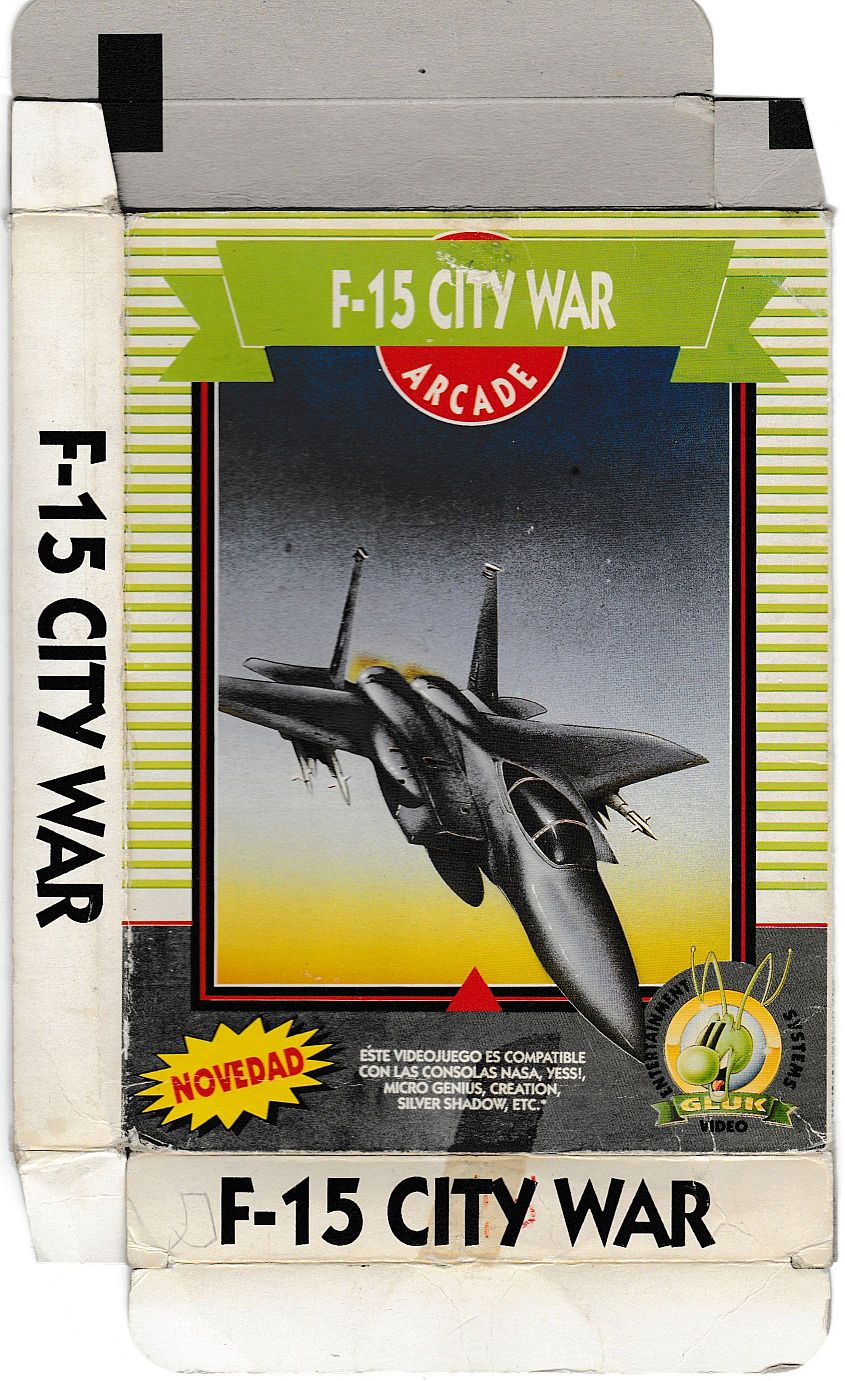 F-15 CITY WAR
ARCADE
F-15 CITY WAR
NOVEDAD
ESTE VIDEOJUEGO ES COMPATIBLE
CON LAS CONSOLAS NASA, YESS!,
MICRO GENIUS, CREATION,
SILVER SHADOW, ETC.*
ENTERTAINMENT
SYSTEMS
GLUK
VIDEO
F-15 CITY WAR